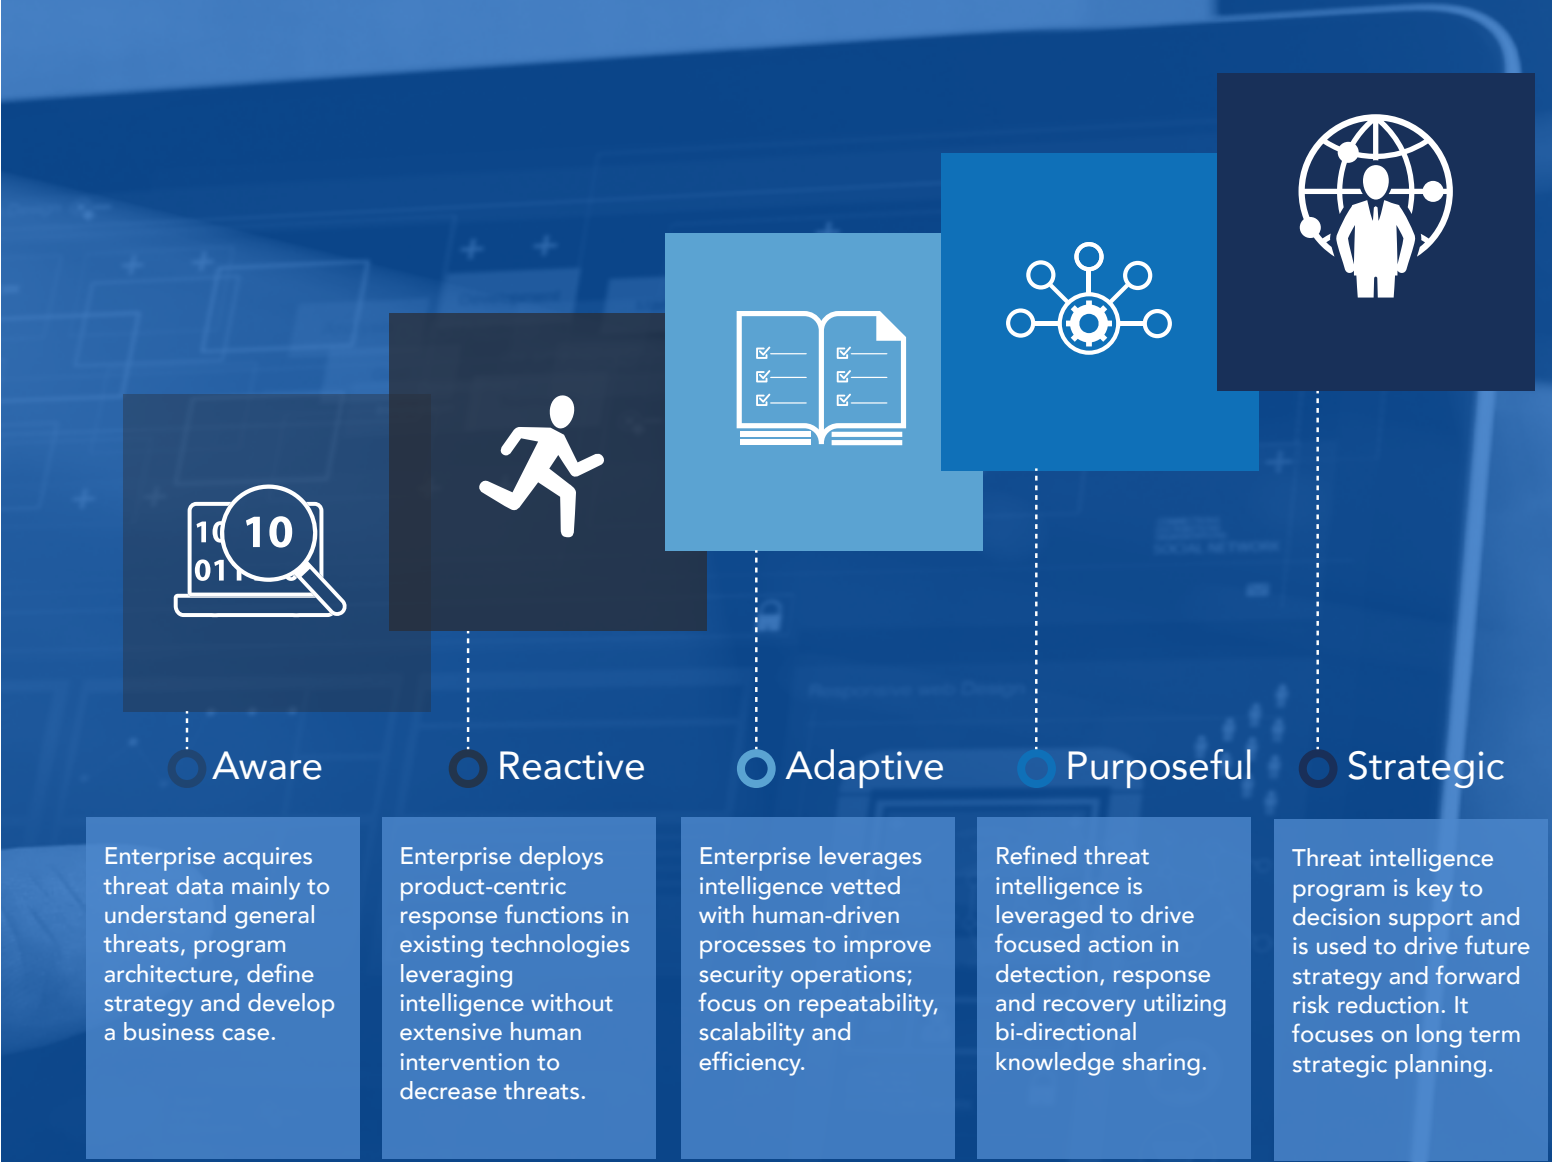 10
10
01
Aware
Reactive
Adaptive
Purposeful
Strategic
Enterprise acquires
threat data mainly to
understand general
threats, program
architecture, define
strategy and develop
a business case.
Enterprise deploys
product-centric
response functions in
existing technologies
leveraging
intelligence without
extensive human
intervention to
decrease threats.
Enterprise leverages
intelligence vetted
with human-driven
processes to improve
security operations;
focus on repeatability,
scalability and
efficiency.
Refined threat
intelligence is
leveraged to drive
focused action in
detection, response
and recovery utilizing
bi-directional
knowledge sharing.
Threat intelligence
program is key to
decision support and
is used to drive future
strategy and forward
risk reduction. It
focuses on long term
strategic planning.
Responsive web Design
SOCIAL NETWORK